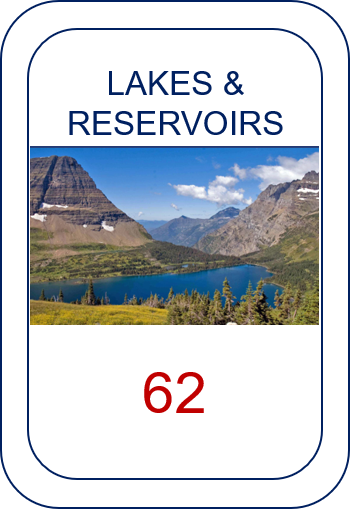 LAKES &
RESERVOIRS
62